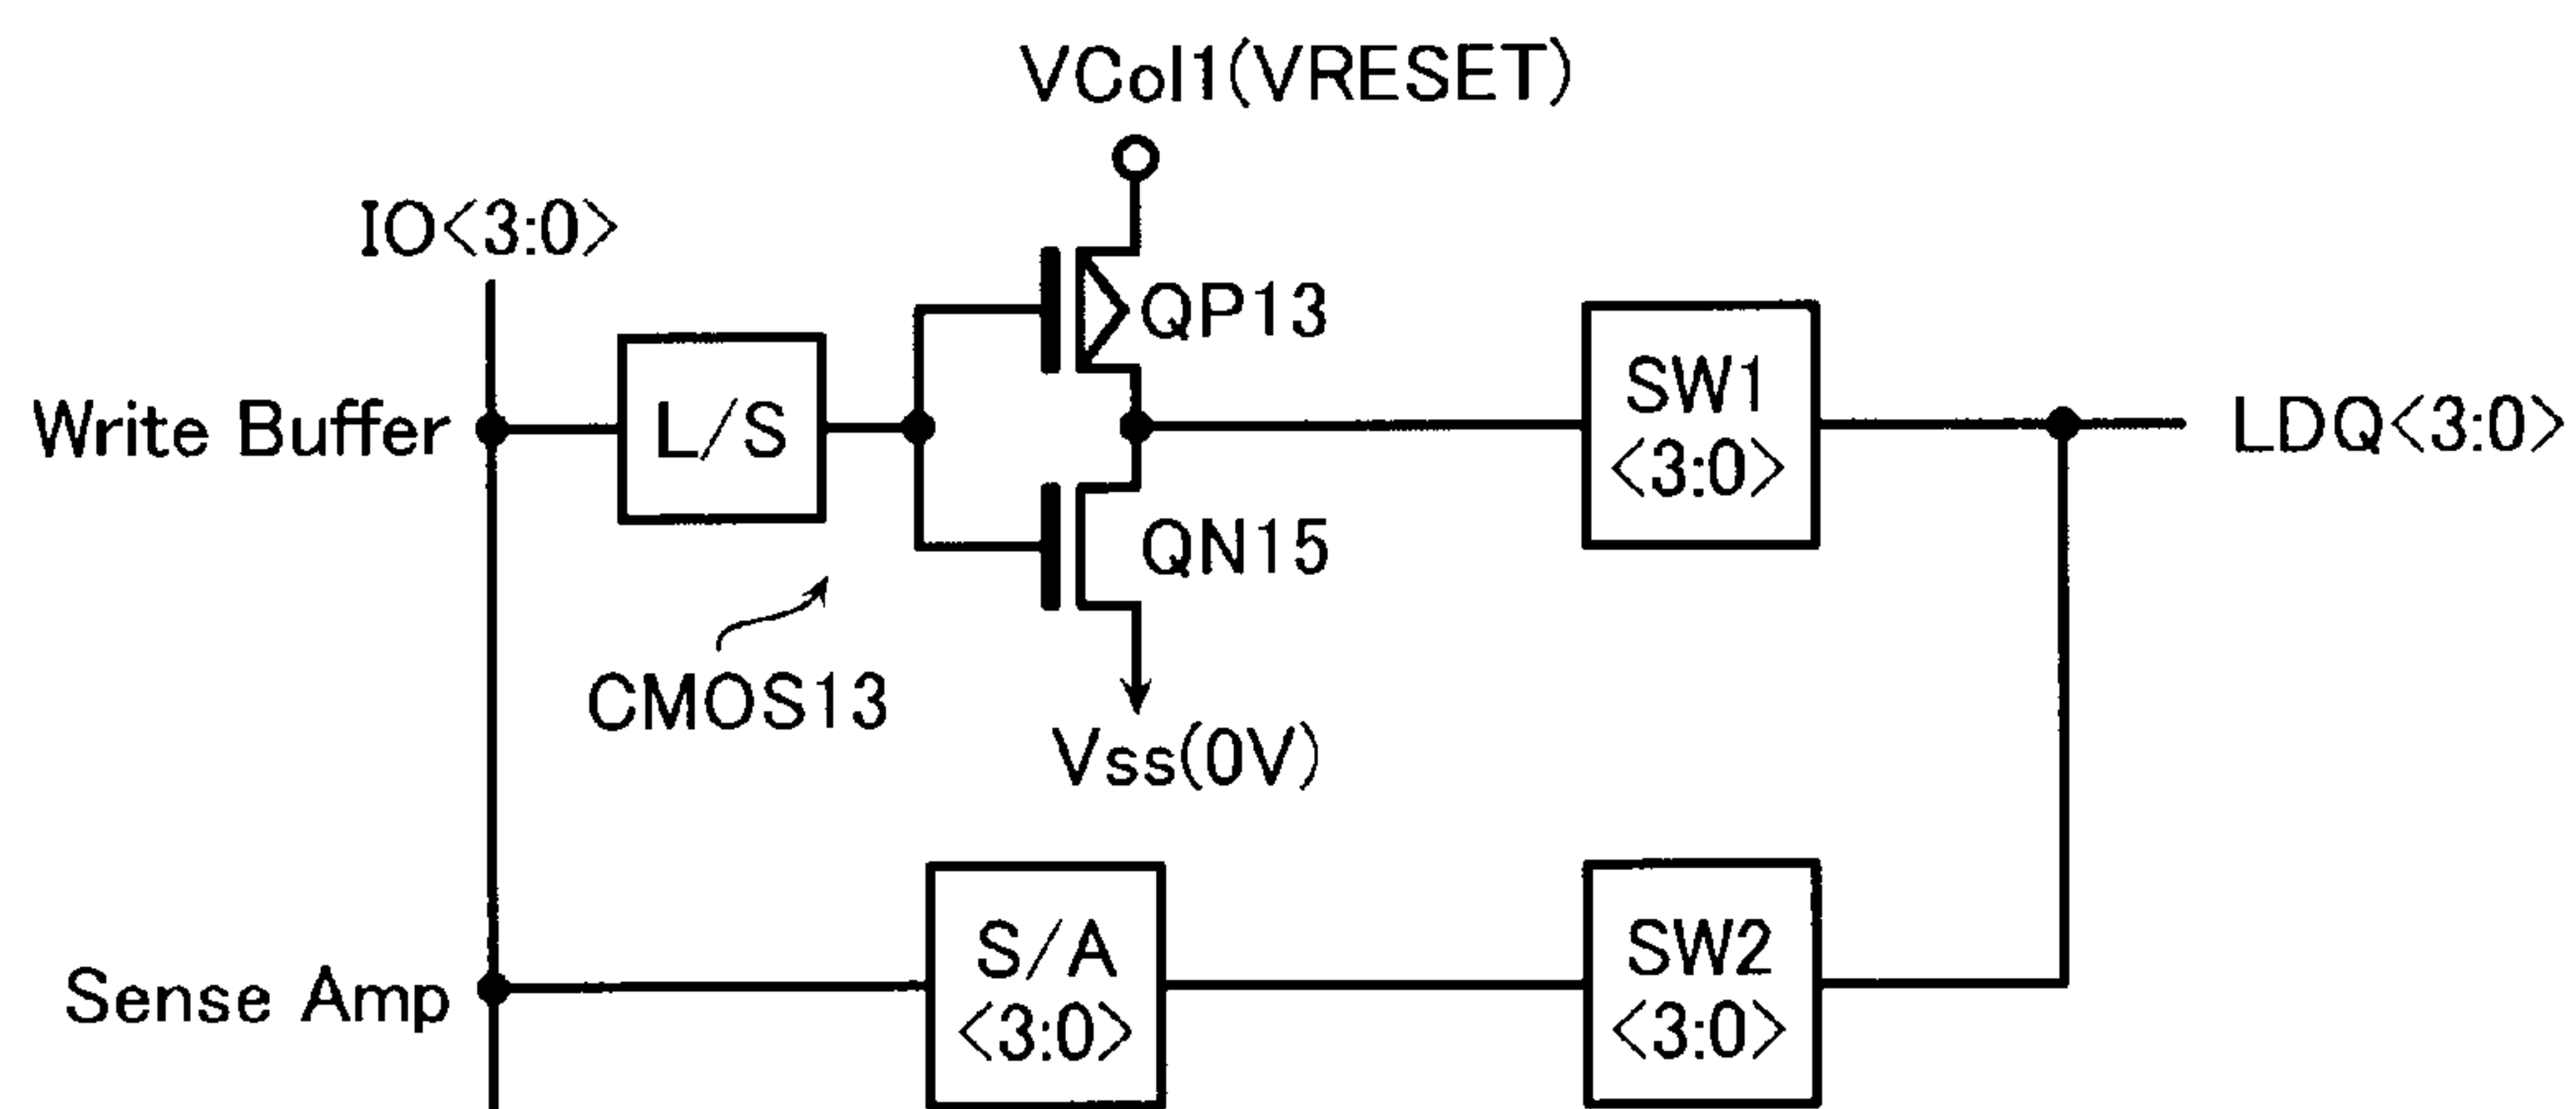 VCol1(VRESET)
IO<3:0>
QP13
Write Buffer
L/S
SW1
<3:0>
LDQ<3:0>
QN15
CMOS13
Vss(0V)
Sense Amp
S/A
<3:0>
SW2
<3:0>